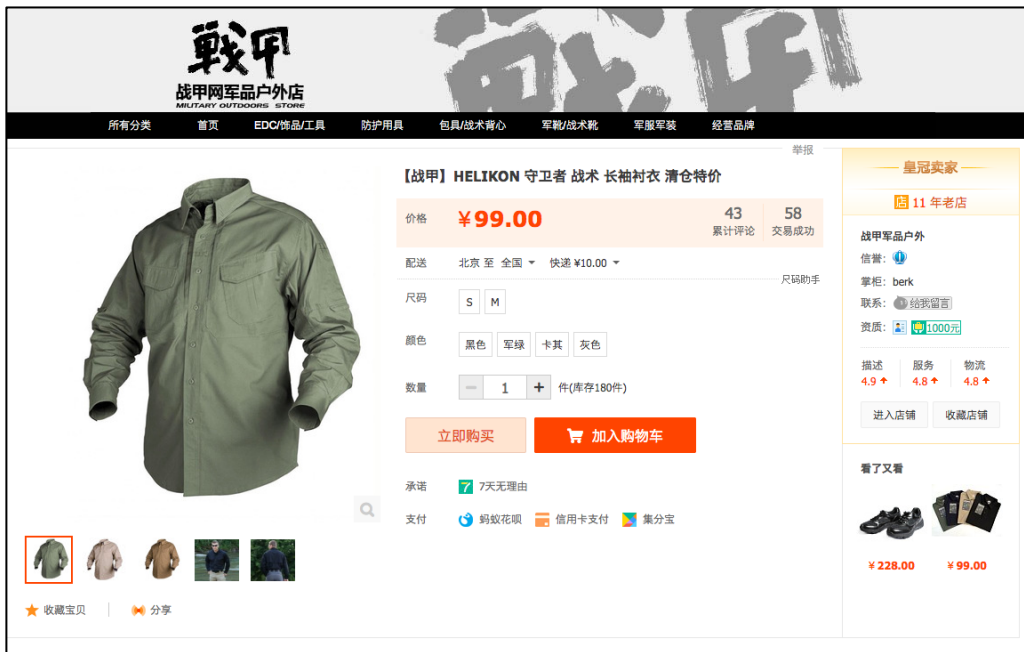 戦甲
战甲网军品户外店
MILITARY OUTDOORS STORE
戦甲
所有分类 首页 EDC/饰品/工具 防护用具 包具/战术背心 军靴/战术靴 军服军装 经营品牌
举报
【战甲】HELIKON 守卫者 战术 长袖衬衣 清仓特价
价格 ¥99.00
43 累计评论
58 交易成功
配送 北京 至 全国 快递 ¥10.00
尺码助手
尺码 S M
颜色 黑色 军绿 卡其 灰色
数量 － 1 + 件(库存180件)
立即购买 加入购物车
承诺 7 7天无理由
支付 蚂蚁花呗 信用卡支付 集分宝
收藏宝贝 分享
皇冠卖家
店 11 年老店
战甲军品户外
信誉：
掌柜： berk
联系： 给我留言
资质： 1000元
描述 服务 物流
4.9 4.8 4.8
进入店铺 收藏店铺
看了又看
¥228.00 ¥99.00